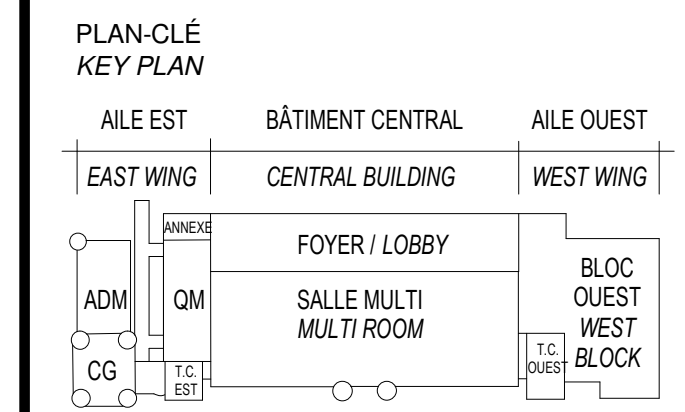 PLAN-CLÉ
KEY PLAN
AILE EST
BÂTIMENT CENTRAL
AILE OUEST
EAST WING
CENTRAL BUILDING
WEST WING
ANNEXE
FOYER / LOBBY
ADM
QM
SALLE MULTI
MULTI ROOM
BLOC
OUEST
WEST
BLOCK
CG
T.C.
EST
T.C.
OUEST